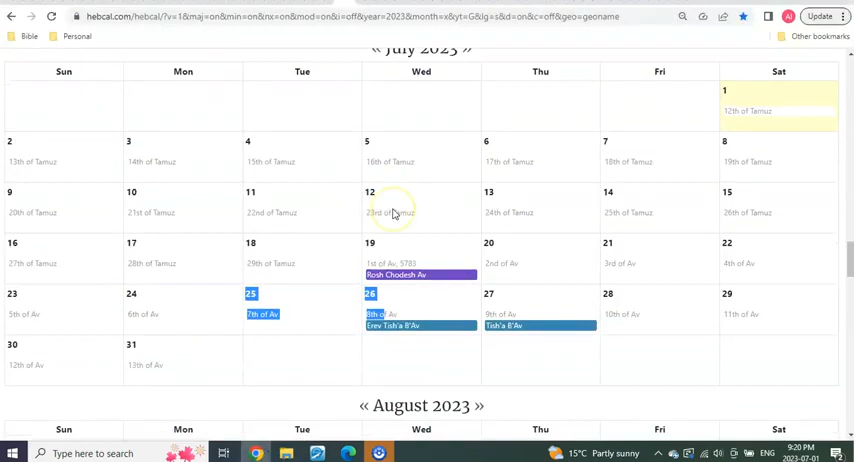 hebcal.com/hebcal/?v=1&maj=on&min=on&nx=on&mod=on&i=off&year=2023&month=x&yt=G&lg=s&d=on&c=off&geo=geoname
AI
Update
Bible
Personal
Other bookmarks
« July 2023 »
Sun Mon Tue Wed Thu Fri Sat
1
12th of Tamuz
2 3 4 5 6 7 8
13th of Tamuz 14th of Tamuz 15th of Tamuz 16th of Tamuz 17th of Tamuz 18th of Tamuz 19th of Tamuz
9 10 11 12 13 14 15
20th of Tamuz 21st of Tamuz 22nd of Tamuz 23rd of Tamuz 24th of Tamuz 25th of Tamuz 26th of Tamuz
16 17 18 19 20 21 22
27th of Tamuz 28th of Tamuz 29th of Tamuz 1st of Av, 5783 2nd of Av 3rd of Av 4th of Av
Rosh Chodesh Av
23 24 25 26 27 28 29
5th of Av 6th of Av 7th of Av 8th of Av 9th of Av 10th of Av 11th of Av
Erev Tish'a B'Av Tish'a B'Av
30 31
12th of Av 13th of Av
« August 2023 »
Sun Mon Tue Wed Thu Fri Sat
Type here to search
15°C Partly sunny
ENG
9:20 PM
2023-07-01
2